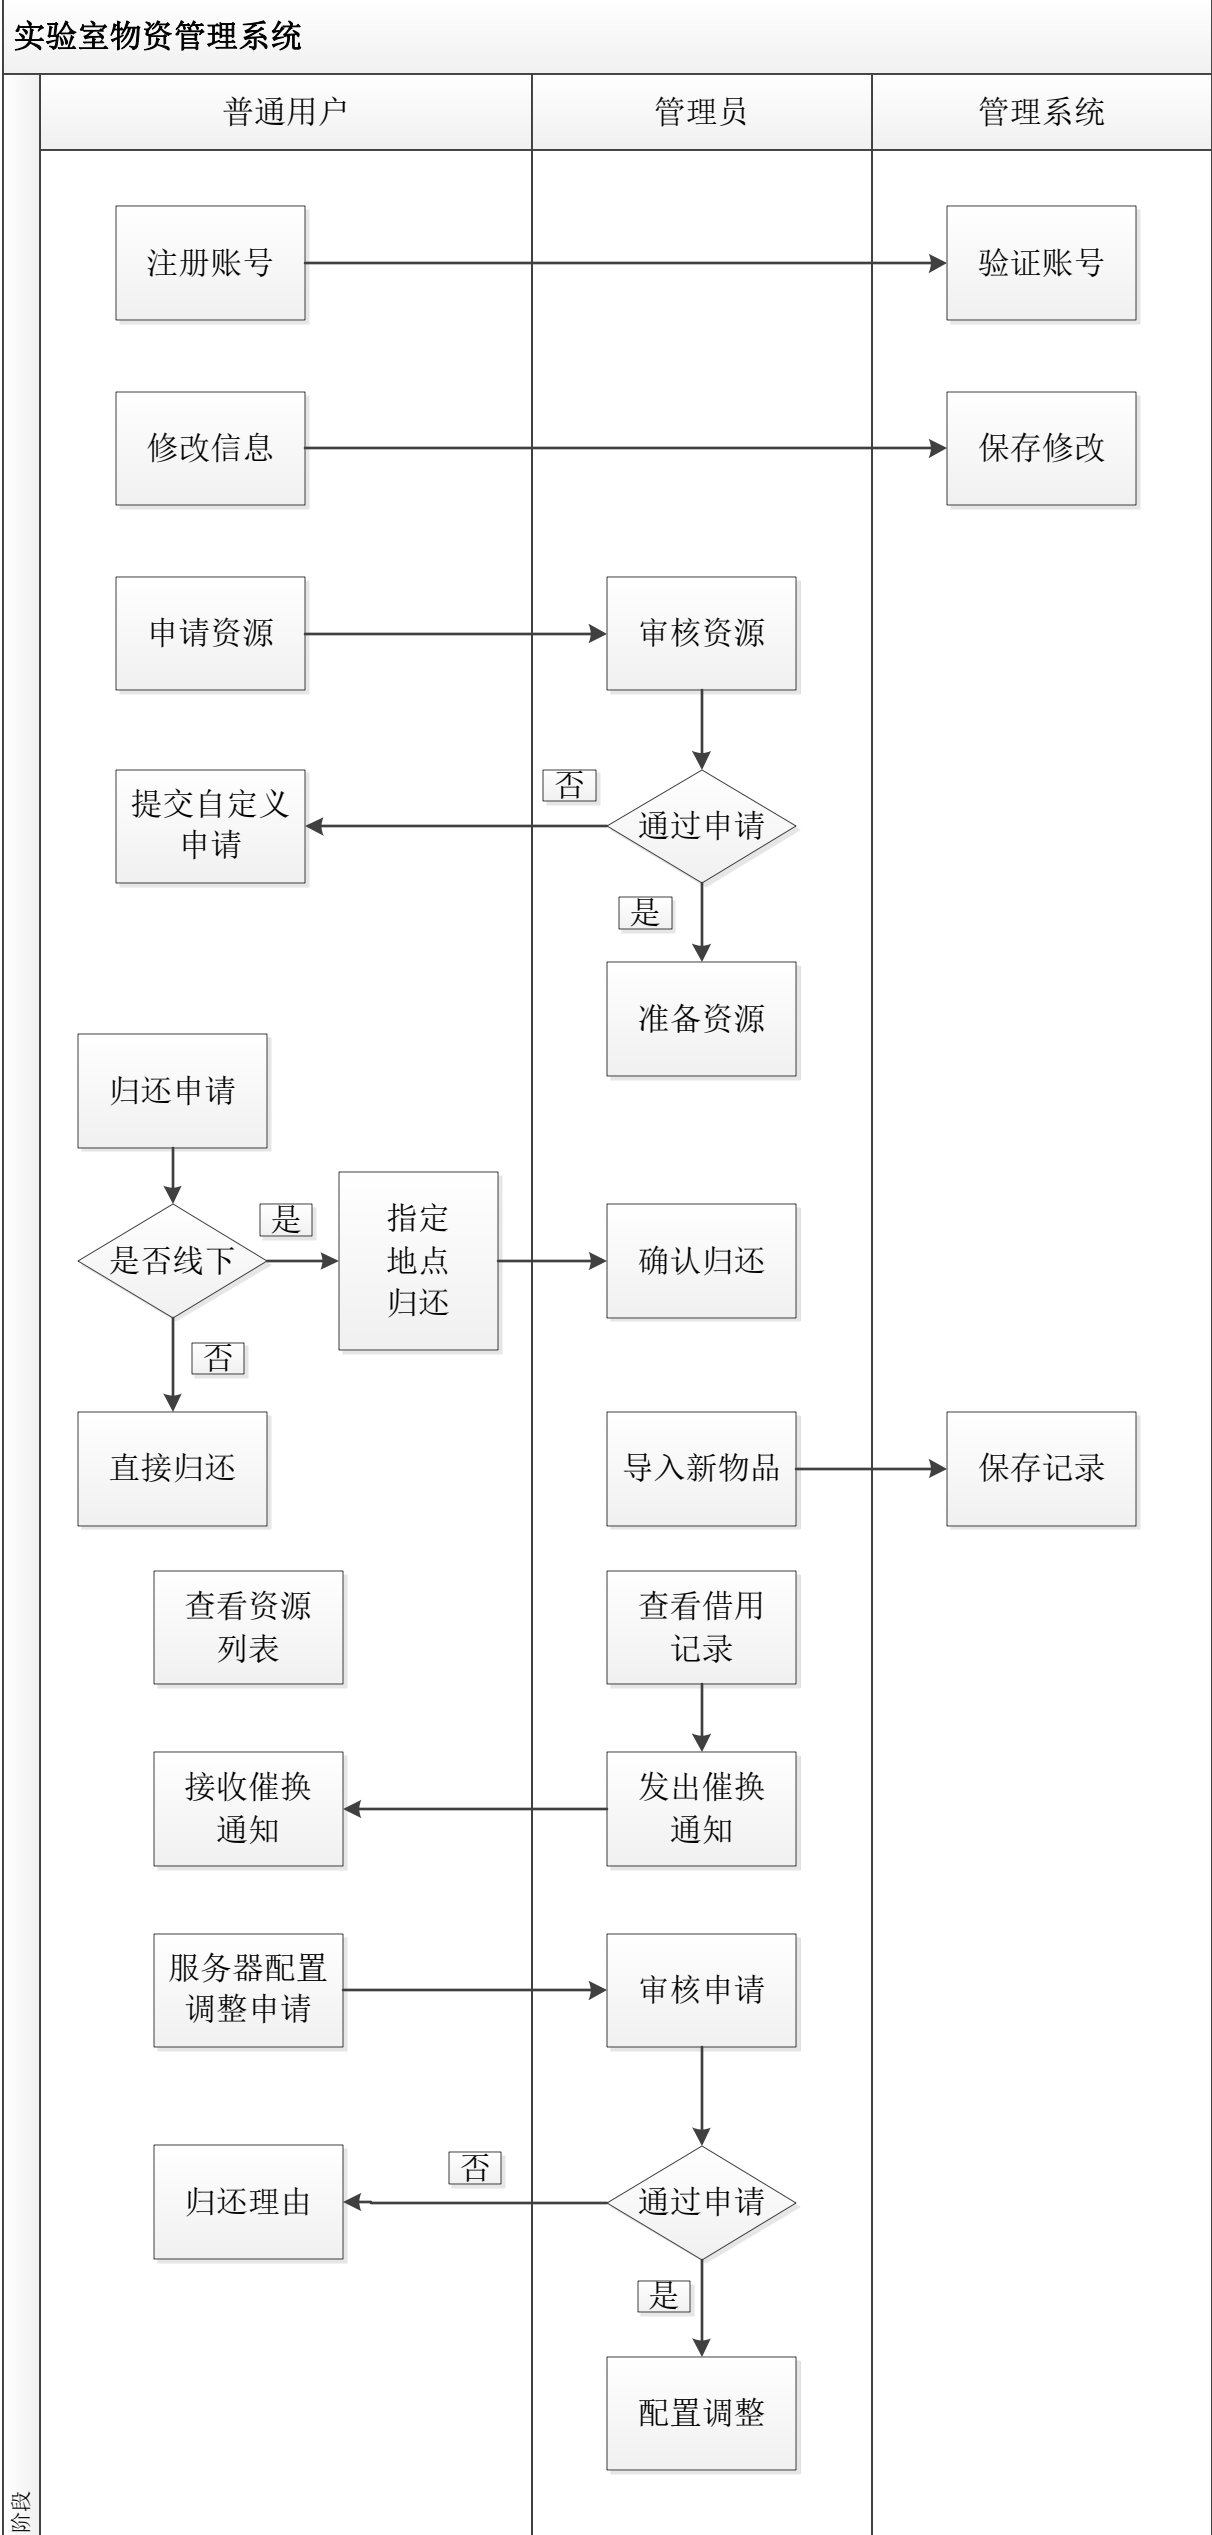 实验室物资管理系统
普通用户
管理员
管理系统
注册账号
验证账号
修改信息
保存修改
申请资源
审核资源
提交自定义
申请
否
通过申请
是
准备资源
归还申请
是否线下
是
指定
地点
归还
确认归还
否
直接归还
导入新物品
保存记录
查看资源
列表
查看借用
记录
接收催换
通知
发出催换
通知
服务器配置
调整申请
审核申请
归还理由
否
通过申请
是
配置调整
阶段